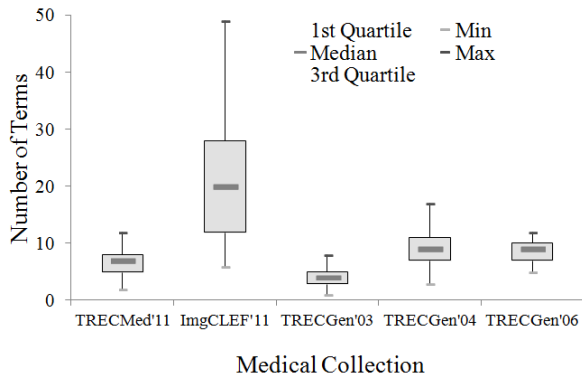 50
40
30
20
10
0
Number of Terms
1st Quartile
Min
Median
Max
3rd Quartile
TRECMed'11
ImgCLEF'11
TRECGen'03
TRECGen'04
TRECGen'06
Medical Collection